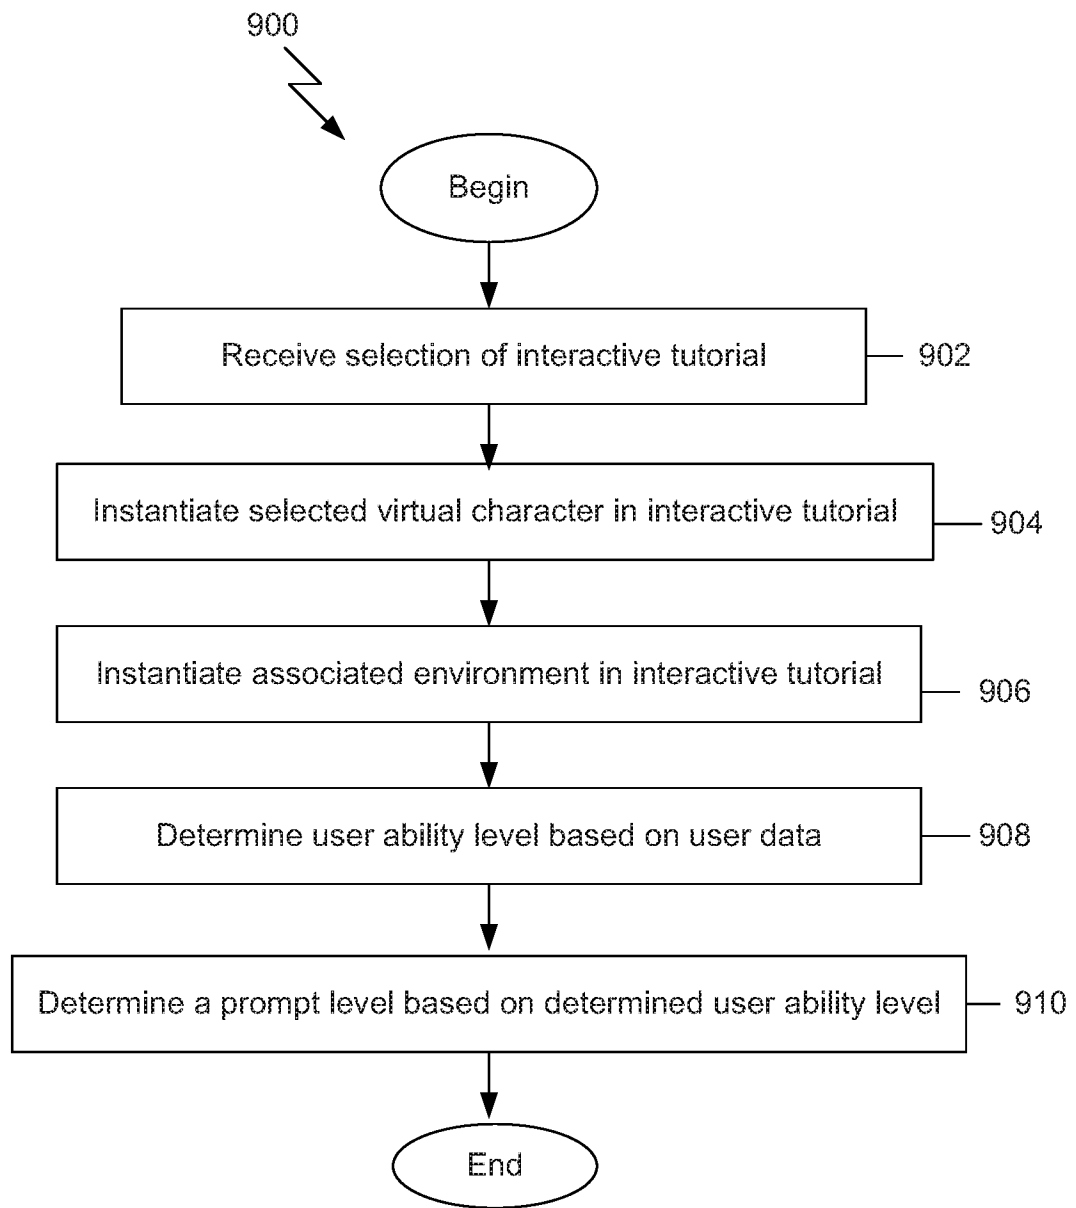 900
Begin
Receive selection of interactive tutorial
902
Instantiate selected virtual character in interactive tutorial
904
Instantiate associated environment in interactive tutorial
906
Determine user ability level based on user data
908
Determine a prompt level based on determined user ability level
910
End